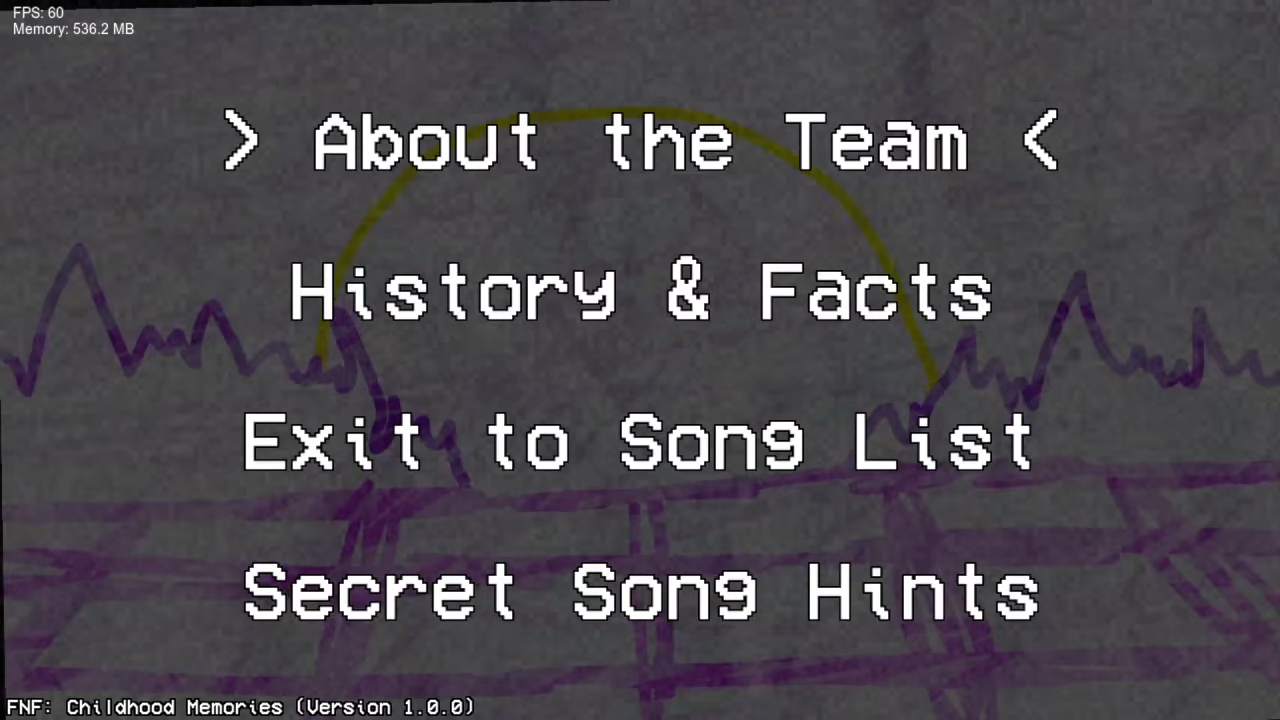 FPS: 60
Memory: 536.2 MB
> About the Team <
History & Facts
Exit to Song List
Secret Song Hints
FNF: Childhood Memories (Version 1.0.0)